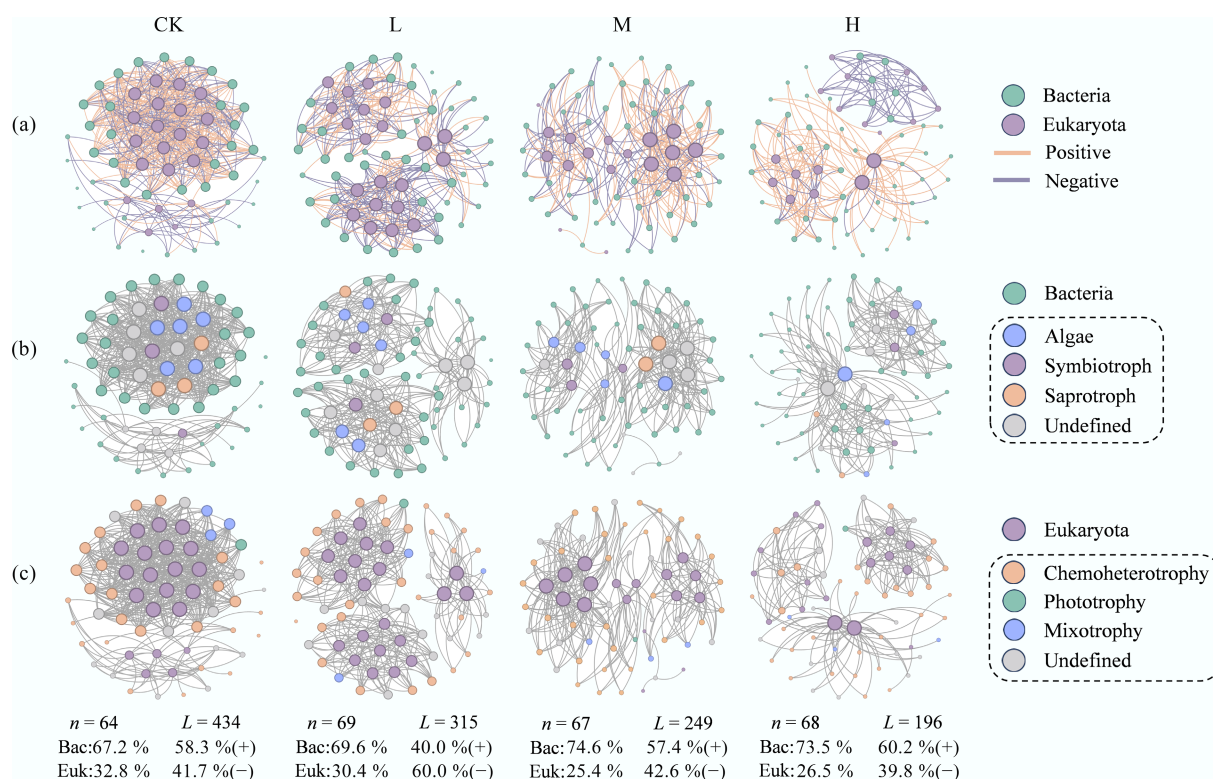 CK L M H
(a)
Bacteria
Eukaryota
Positive
Negative
(b)
Bacteria
Algae
Symbiotroph
Saprotroph
Undefined
(c)
Eukaryota
Chemoheterotrophy
Phototrophy
Mixotrophy
Undefined
n = 64 L = 434 n = 69 L = 315 n = 67 L = 249 n = 68 L = 196
Bac:67.2 % 58.3 %(+) Bac:69.6 % 40.0 %(+) Bac:74.6 % 57.4 %(+) Bac:73.5 % 60.2 %(+)
Euk:32.8 % 41.7 %(−) Euk:30.4 % 60.0 %(−) Euk:25.4 % 42.6 %(−) Euk:26.5 % 39.8 %(−)